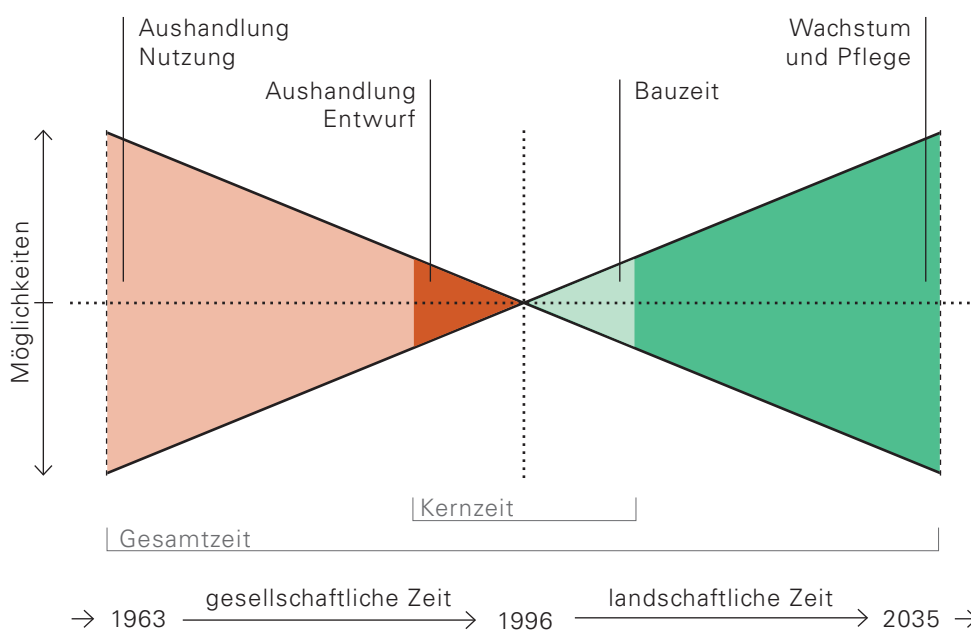 Aushandlung
Nutzung
Aushandlung
Entwurf
Bauzeit
Wachstum
und Pflege
Möglichkeiten
Kernzeit
Gesamtzeit
→ 1963 gesellschaftliche Zeit → 1996 landschaftliche Zeit → 2035 →